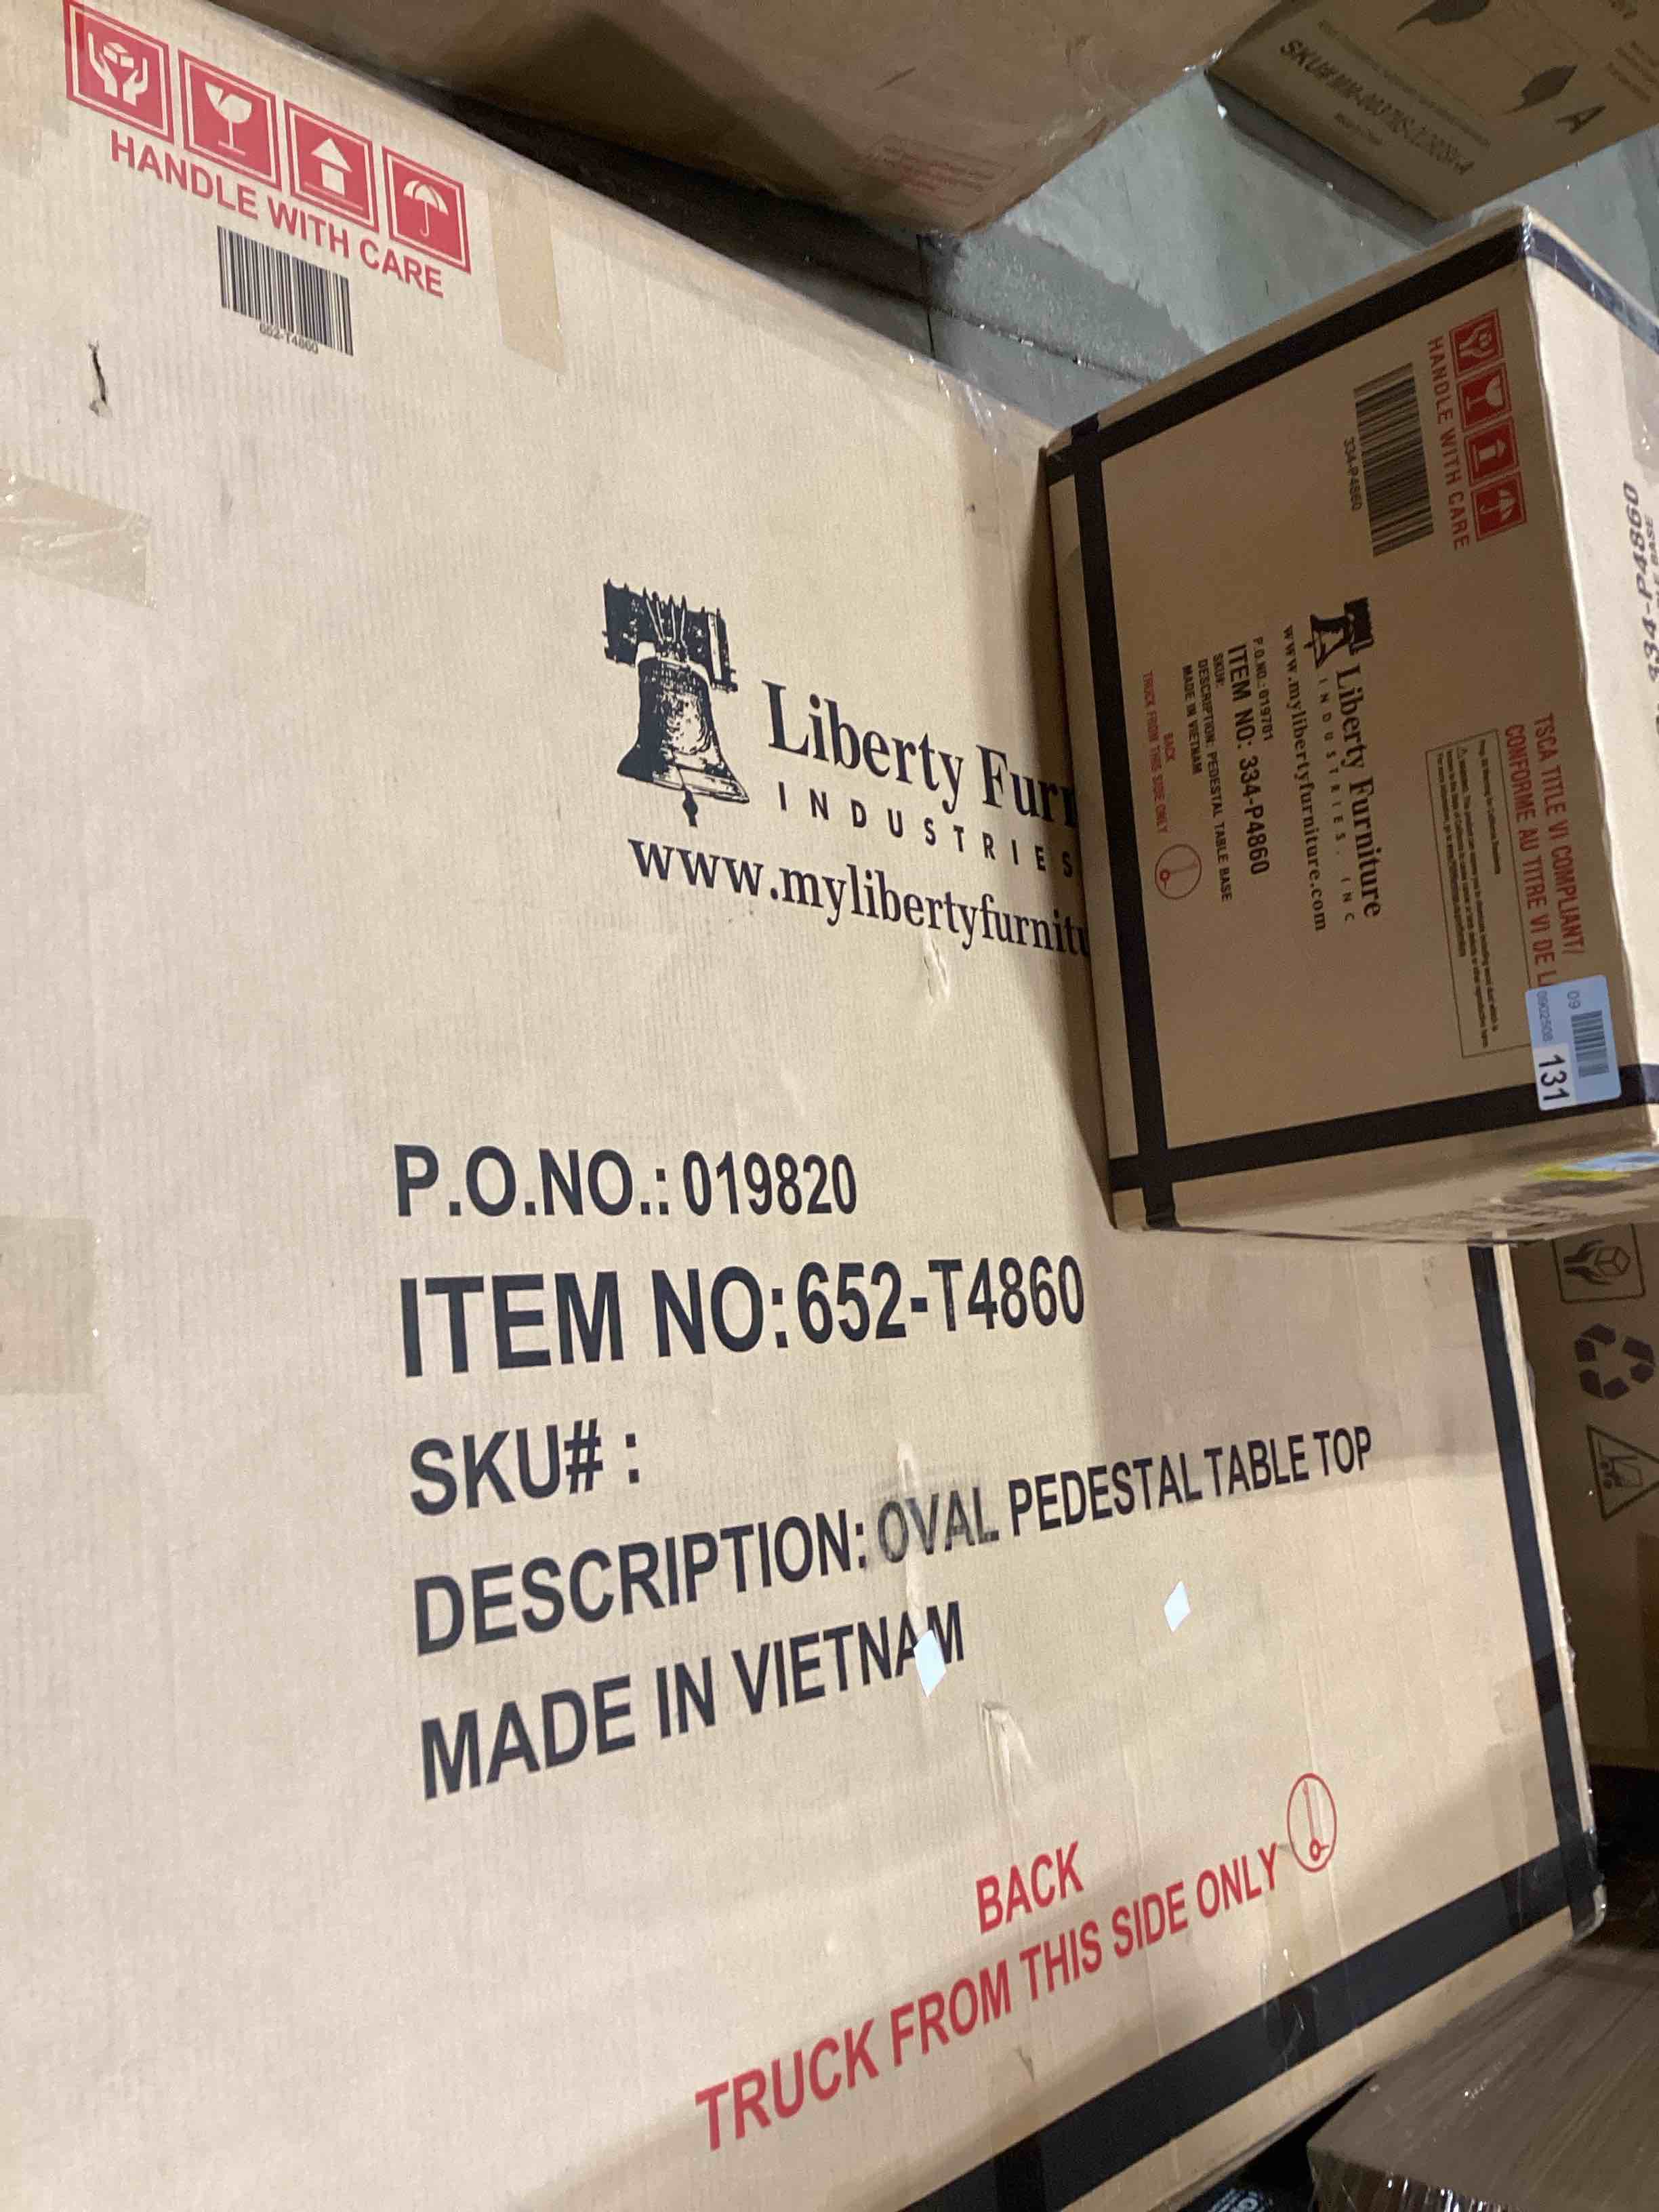 HANDLE WITH CARE
652-T4860
Liberty Furn
INDUSTRIES
www.mylibertyfurnitu
P.O.NO.: 019820
ITEM NO: 652-T4860
SKU# :
DESCRIPTION: OVAL PEDESTAL TABLE TOP
MADE IN VIETNAM
BACK
TRUCK FROM THIS SIDE ONLY
HANDLE WITH CARE
334-P4860
Liberty Furniture
INDUSTRIES, INC
www.mylibertyfurniture.com
P.O.NO.: 019701
ITEM NO: 334-P4860
SKU#:
DESCRIPTION: PEDESTAL TABLE BASE
MADE IN VIETNAM
BACK
TRUCK FROM THIS SIDE ONLY
TSCA TITLE VI COMPLIANT/
CONFORME AU TITRE VI DE L
09
131
334-P4860
BASE
A